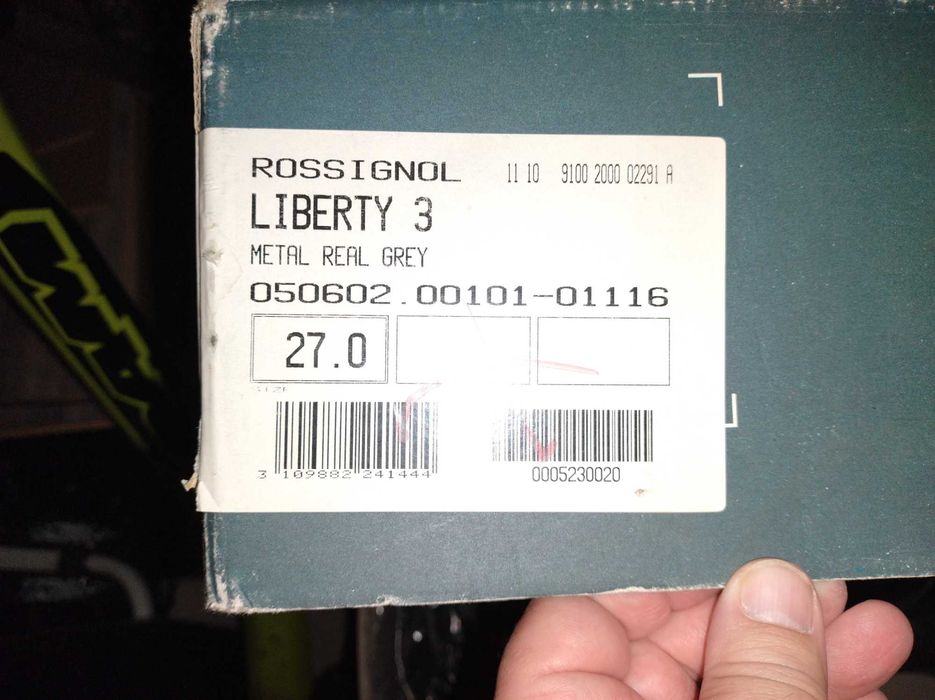 ROSSIGNOL 11 10 9100 2000 02291 A
LIBERTY 3
METAL REAL GREY
050602.00101-01116
27.0
SIZE
3 109882 241444
0005230020